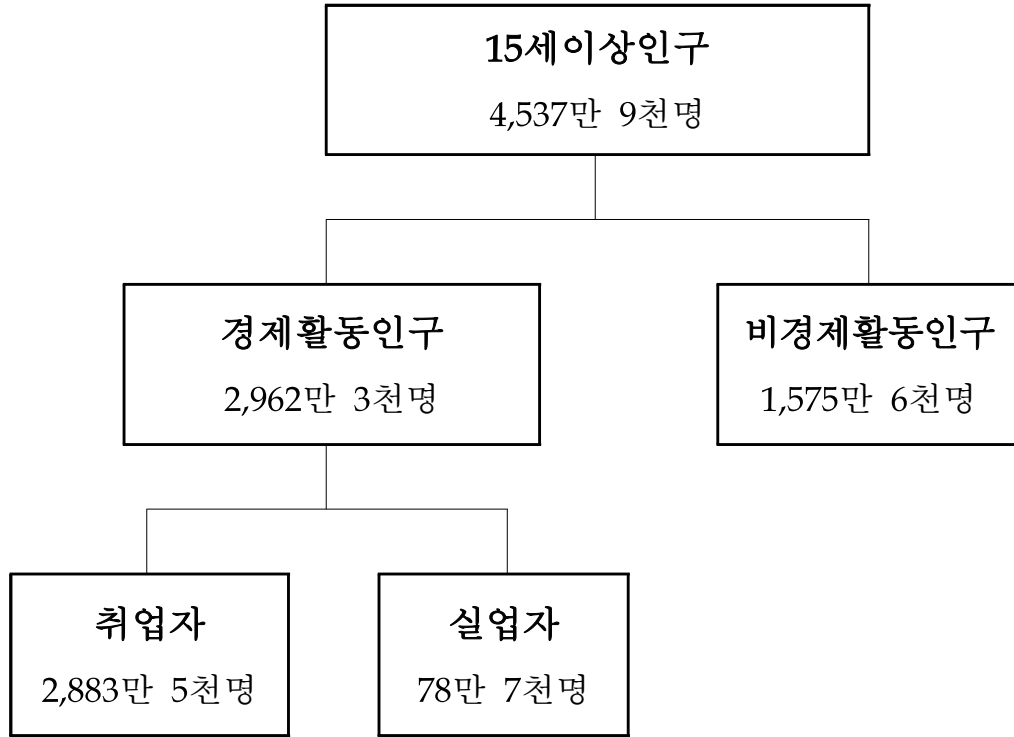 15세이상인구
4,537만 9천명
경제활동인구
2,962만 3천명
비경제활동인구
1,575만 6천명
취업자
2,883만 5천명
실업자
78만 7천명